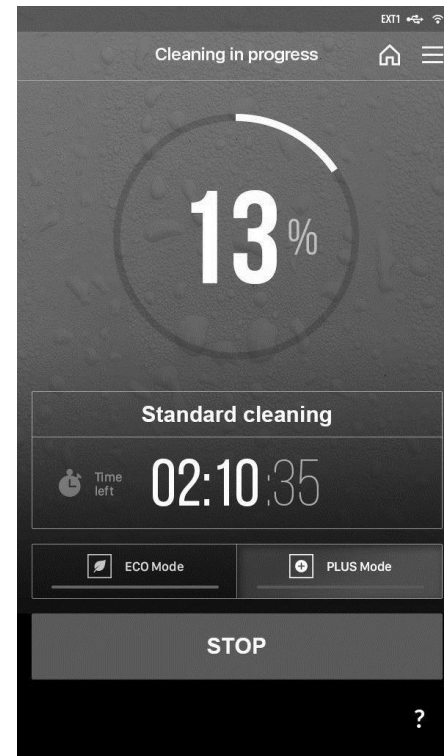 EXT1
Cleaning in progress
13%
Standard cleaning
Time
left
02:10:35
ECO Mode
PLUS Mode
STOP
?